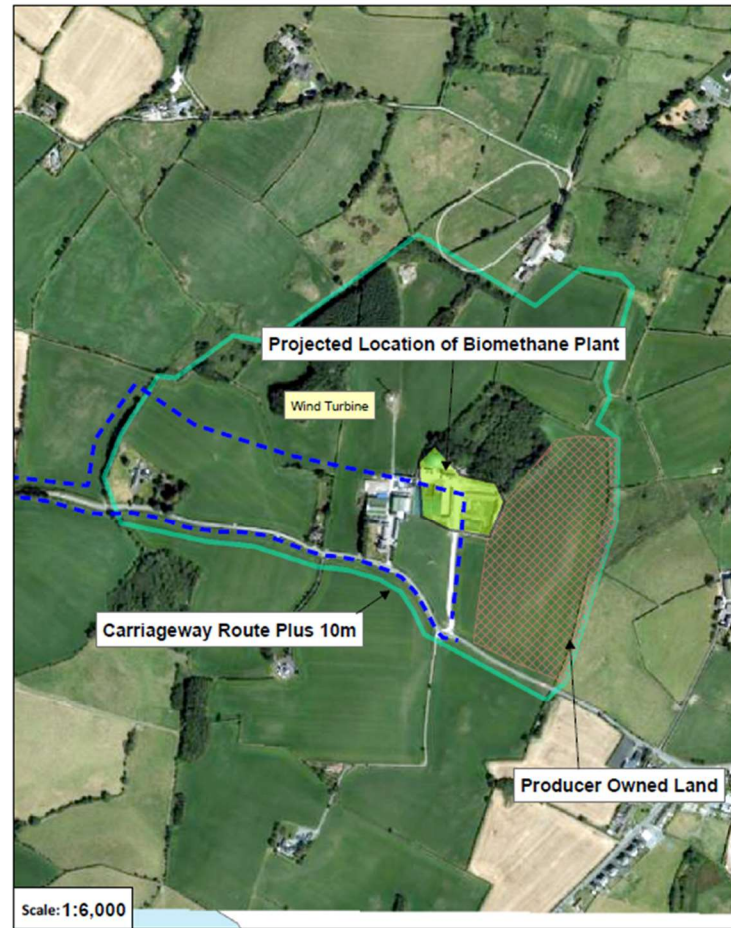 Projected Location of Biomethane Plant
Wind Turbine
Carriageway Route Plus 10m
Producer Owned Land
Scale: 1:6,000